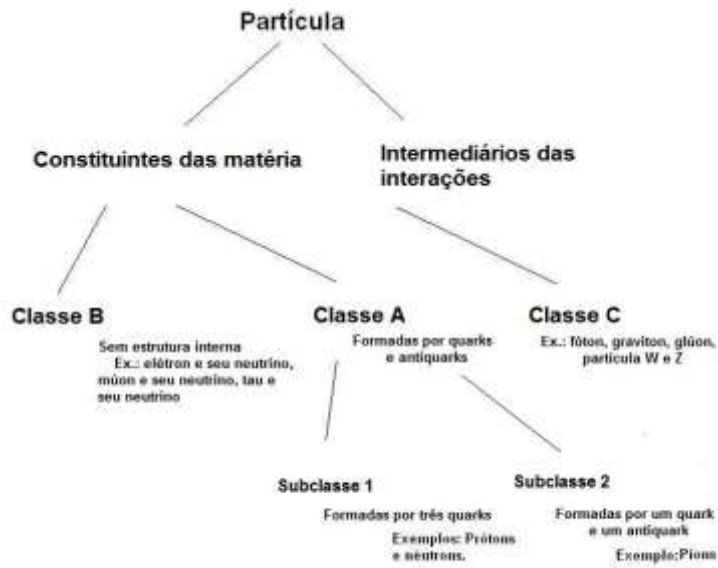 Partícula
Constituintes das matéria
Intermediários das
interações
Classe B
Sem estrutura interna
Ex.: elétron e seu neutrino,
múon e seu neutrino, tau e
seu neutrino
Classe A
Formadas por quarks
e antiquarks
Classe C
Ex.: fóton, graviton, glúon,
partícula W e Z
Subclasse 1
Formadas por três quarks
Exemplos: Prótons
e nêutrons.
Subclasse 2
Formadas por um quark
e um antiquark
Exemplo:Pions